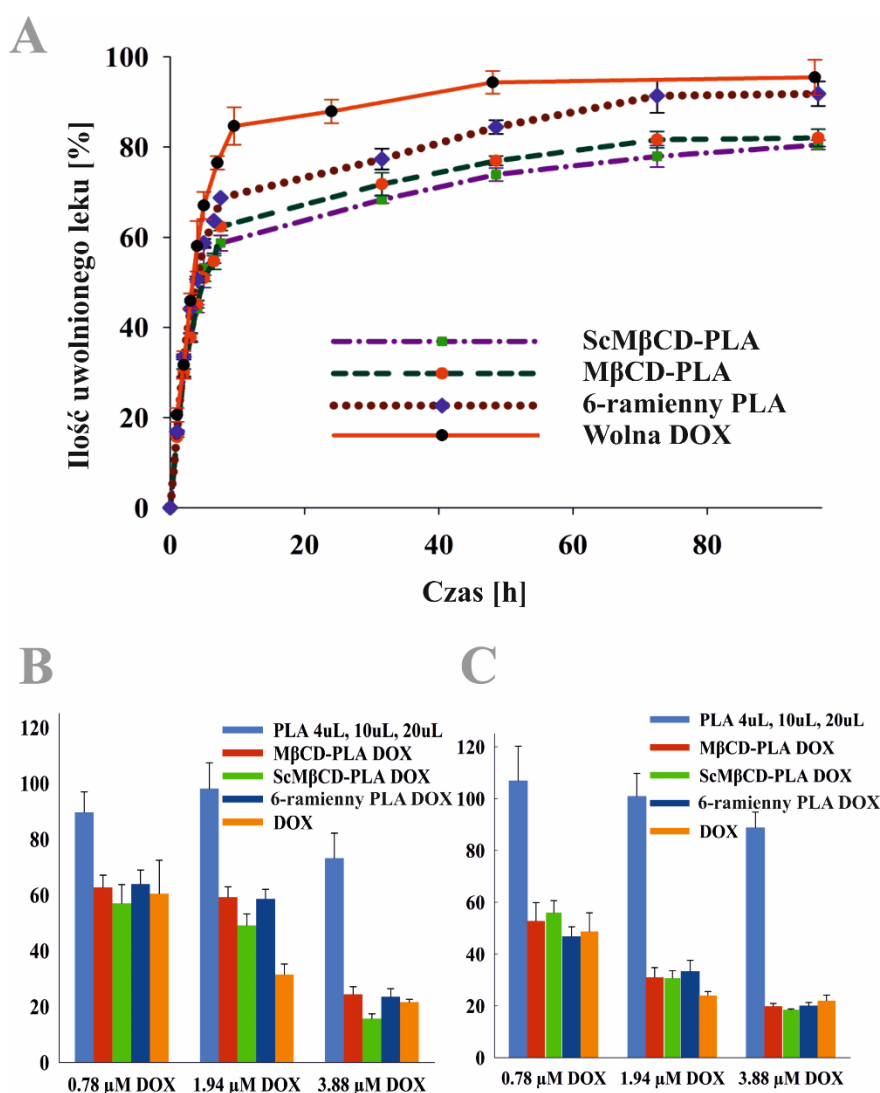 A
Ilość uwolnionego leku [%]
100
80
60
40
20
0
ScMβCD-PLA
MβCD-PLA
6-ramienny PLA
Wolna DOX
0 20 40 60 80
Czas [h]
B
120
100
80
60
40
20
0
PLA 4uL, 10uL, 20uL
MβCD-PLA DOX
ScMβCD-PLA DOX
6-ramienny PLA DOX
DOX
0.78 µM DOX 1.94 µM DOX 3.88 µM DOX
C
120
100
80
60
40
20
0
PLA 4uL, 10uL, 20uL
MβCD-PLA DOX
ScMβCD-PLA DOX
6-ramienny PLA DOX
DOX
0.78 µM DOX 1.94 µM DOX 3.88 µM DOX